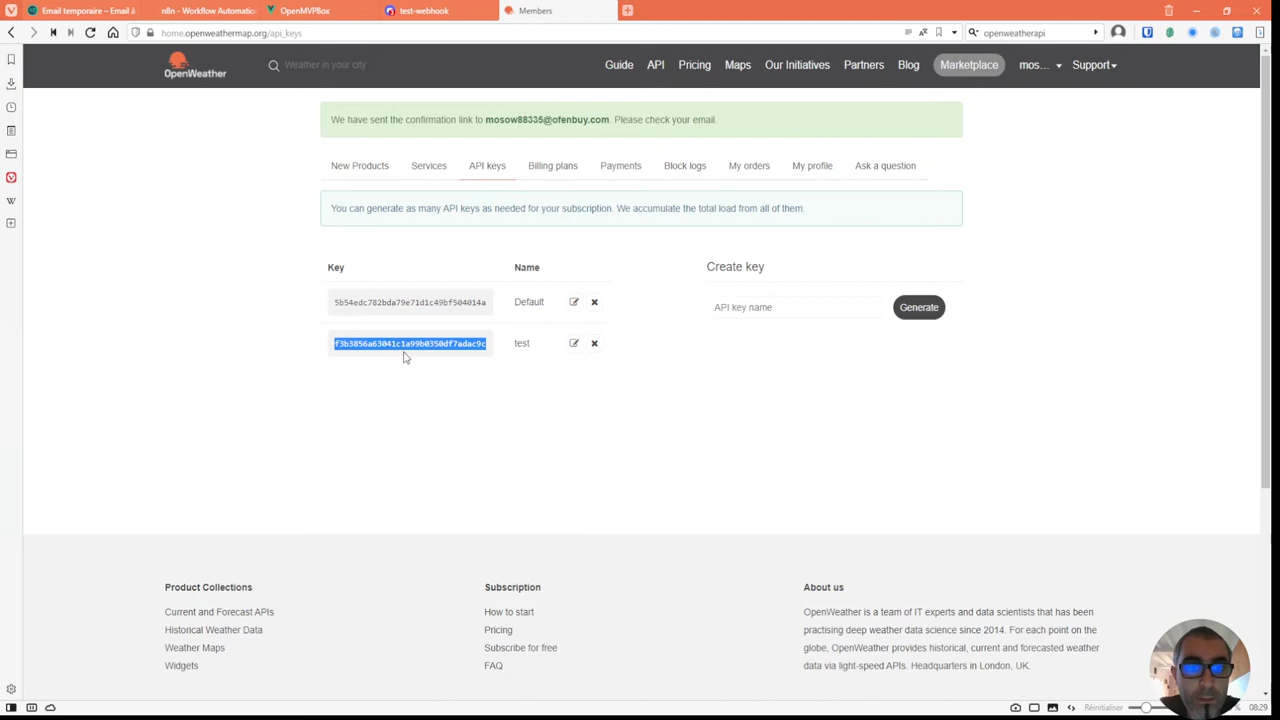 Email temporaire – Email à
n8n - Workflow Automatio
OpenMVPBox
test-webhook
Members
home.openweathermap.org/api_keys
openweatherapi
OpenWeather
Weather in your city
Guide
API
Pricing
Maps
Our Initiatives
Partners
Blog
Marketplace
mos...
Support
We have sent the confirmation link to mosow88335@ofenbuy.com. Please check your email.
New Products
Services
API keys
Billing plans
Payments
Block logs
My orders
My profile
Ask a question
You can generate as many API keys as needed for your subscription. We accumulate the total load from all of them.
Key
Name
Create key
5b54edc782bda79e71d1c49bf504014a
Default
API key name
Generate
f3b3856a63041c1a99b0350df7adac9c
test
Product Collections
Current and Forecast APIs
Historical Weather Data
Weather Maps
Widgets
Subscription
How to start
Pricing
Subscribe for free
FAQ
About us
OpenWeather is a team of IT experts and data scientists that has been
practising deep weather data science since 2014. For each point on the
globe, OpenWeather provides historical, current and forecasted weather
data via light-speed APIs. Headquarters in London, UK.
Réinitialiser
%
08:29